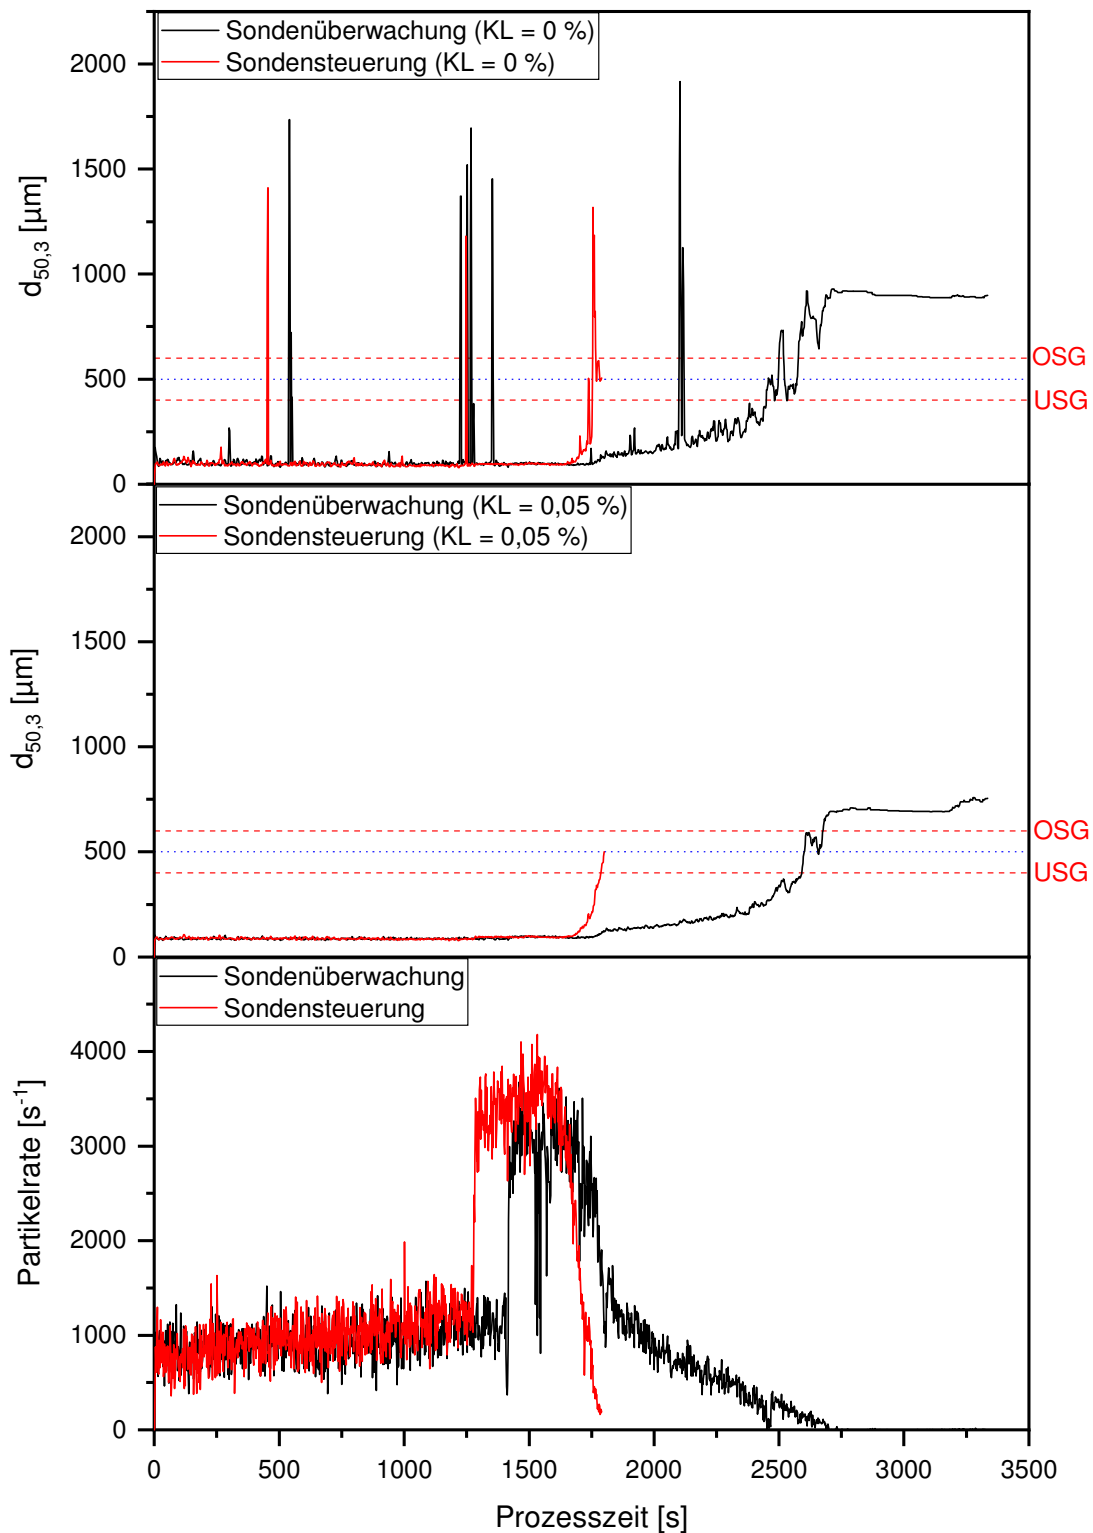 Sondenüberwachung (KL = 0 %)
Sondensteuerung (KL = 0 %)
2000
1500
1000
500
0
d50,3 [µm]
OSG
USG
Sondenüberwachung (KL = 0,05 %)
Sondensteuerung (KL = 0,05 %)
2000
1500
1000
500
0
d50,3 [µm]
OSG
USG
Sondenüberwachung
Sondensteuerung
4000
3000
2000
1000
0
Partikelrate [s-1]
0 500 1000 1500 2000 2500 3000 3500
Prozesszeit [s]